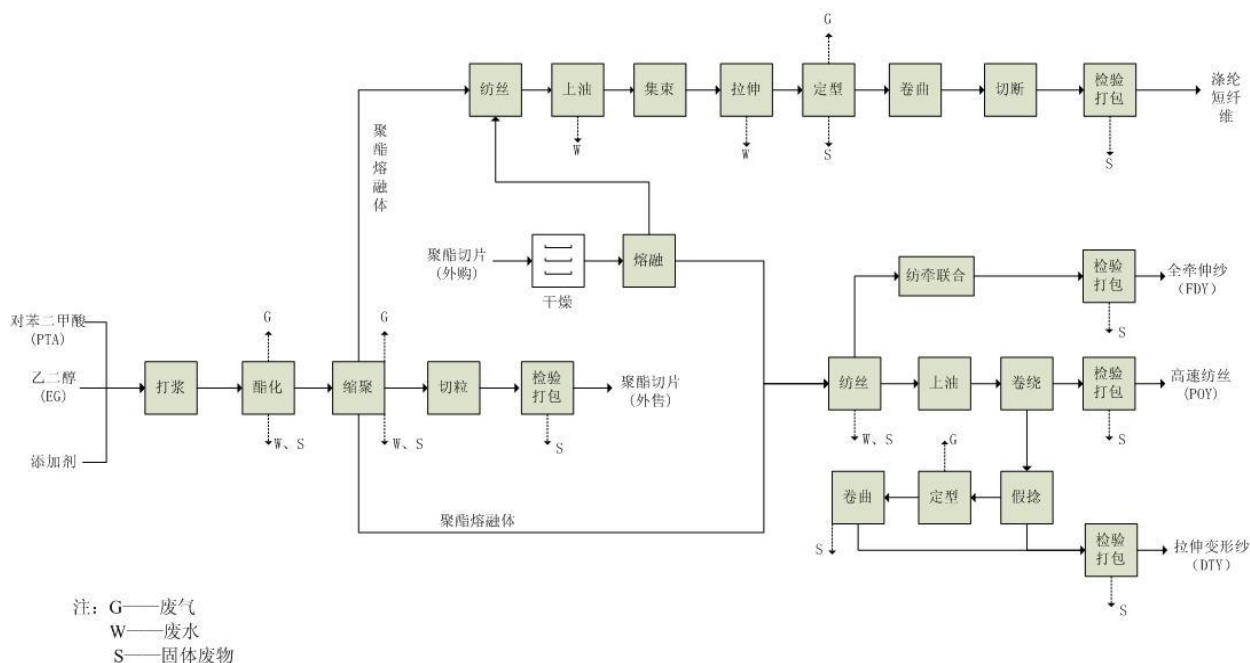 G
纺丝
上油
集束
拉伸
定型
卷曲
切断
检验
打包
涤纶
短纤
维
W
W
S
S
聚
酯
熔
融
体
聚酯切片
(外购)
干燥
熔融
纺牵联合
检验
打包
全牵伸纱
(FDY)
S
对苯二甲酸
(PTA)
乙二醇
(EG)
添加剂
打浆
G
酯化
W、S
G
缩聚
W、S
切粒
检验
打包
S
聚酯切片
(外售)
聚酯熔融体
纺丝
W、S
上油
卷绕
检验
打包
S
高速纺丝
(POY)
G
卷曲
定型
假捻
S
检验
打包
S
拉伸变形纱
(DTY)
注：G——废气
W——废水
S——固体废物